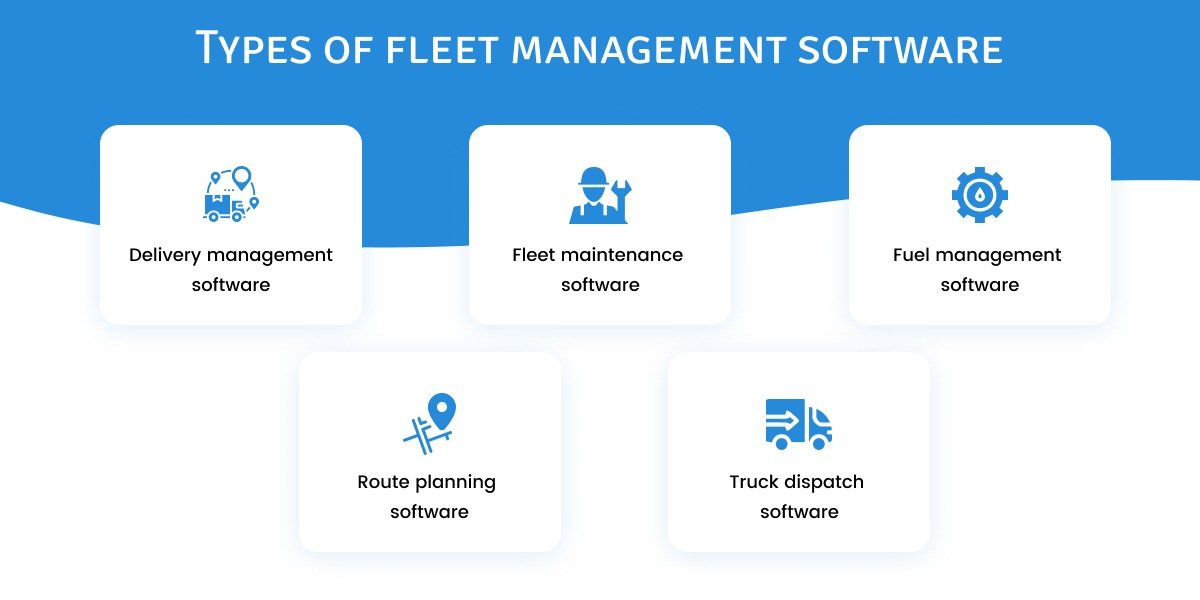 Types of fleet management software
Delivery management
software
Fleet maintenance
software
Fuel management
software
Route planning
software
Truck dispatch
software